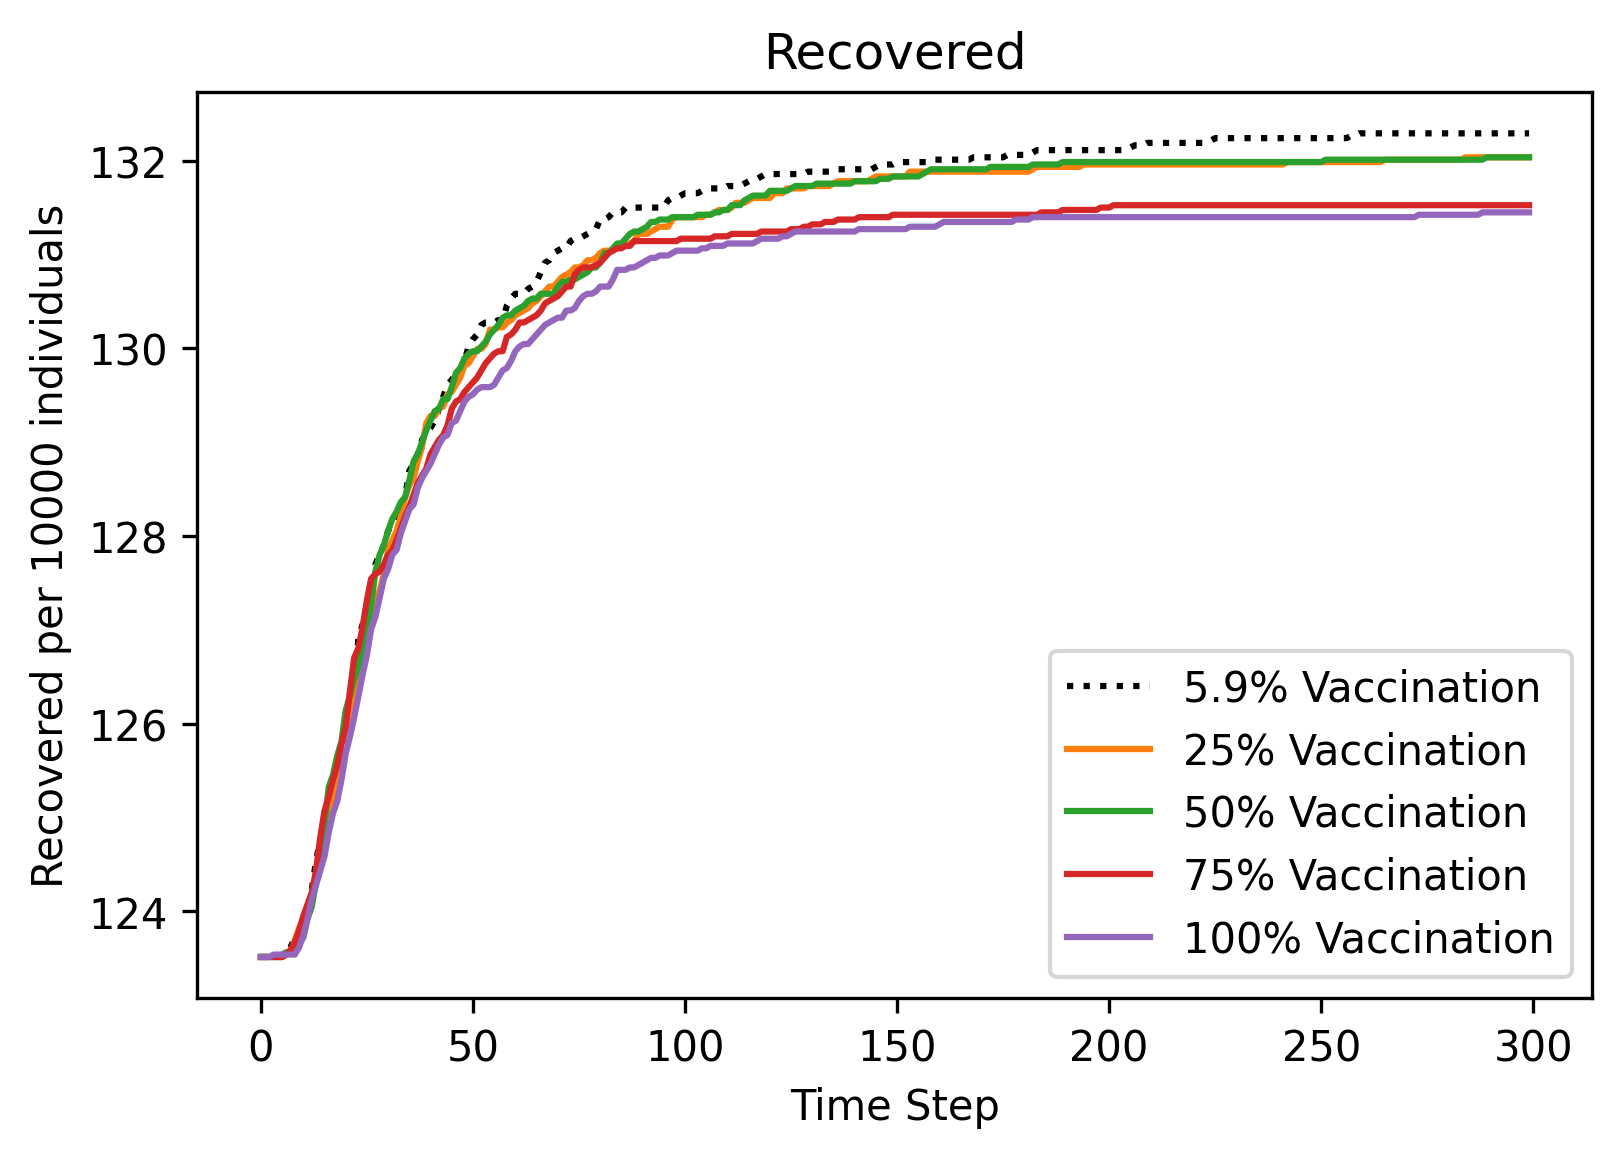 Recovered
Recovered per 10000 individuals
132
130
128
126
124
0 50 100 150 200 250 300
Time Step
5.9% Vaccination
25% Vaccination
50% Vaccination
75% Vaccination
100% Vaccination